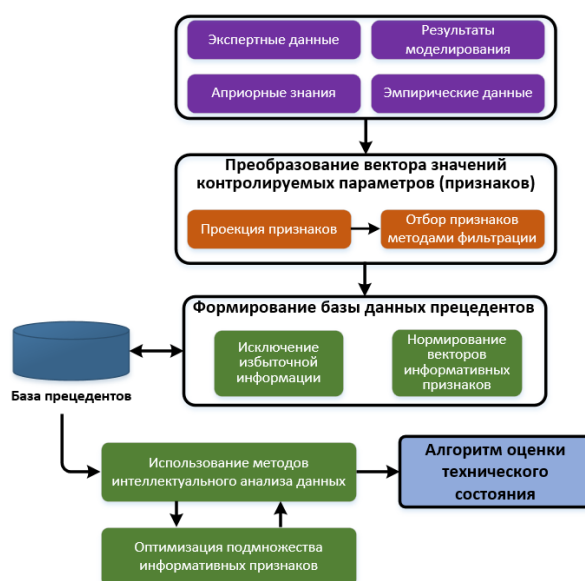 Экспертные данные
Результаты
моделирования
Априорные знания
Эмпирические данные
Преобразование вектора значений
контролируемых параметров (признаков)
Проекция признаков
Отбор признаков
методами фильтрации
Формирование базы данных прецедентов
Исключение
избыточной
информации
Нормирование
векторов
информативных
признаков
База прецедентов
Использование методов
интеллектуального анализа данных
Алгоритм оценки
технического
состояния
Оптимизация подмножества
информативных признаков